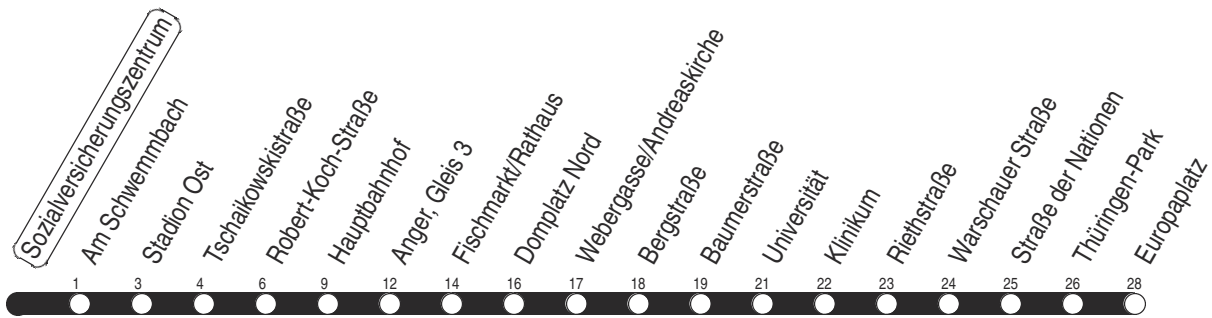 Sozialversicherungszentrum
Am Schwemmbach
Stadion Ost
Tschaikowskistraße
Robert-Koch-Straße
Hauptbahnhof
Anger, Gleis 3
Fischmarkt/Rathaus
Domplatz Nord
Webergasse/Andreaskirche
Bergstraße
Baumerstraße
Universität
Klinikum
Riethstraße
Warschauer Straße
Straße der Nationen
Thüringen-Park
Europaplatz
1 3 4 6 9 12 14 16 17 18 19 21 22 23 24 25 26 28